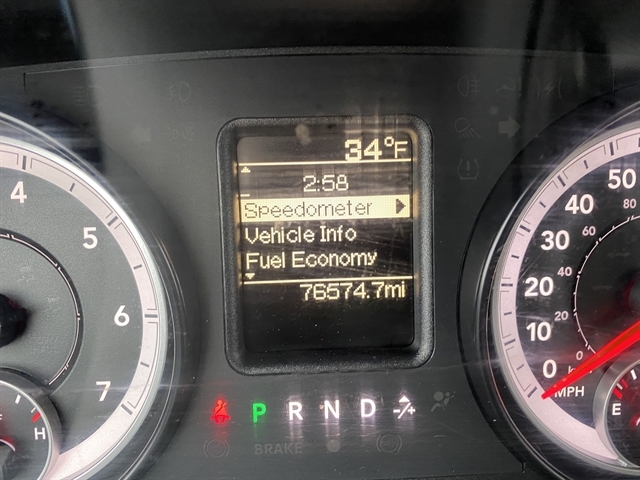 34°F
2:58
Speedometer
Vehicle Info
Fuel Economy
76574.7mi
4
5
6
7
H
50
80
40
60
30
40
20
20
10
0
0
MPH
E
P R N D -/+
BRAKE